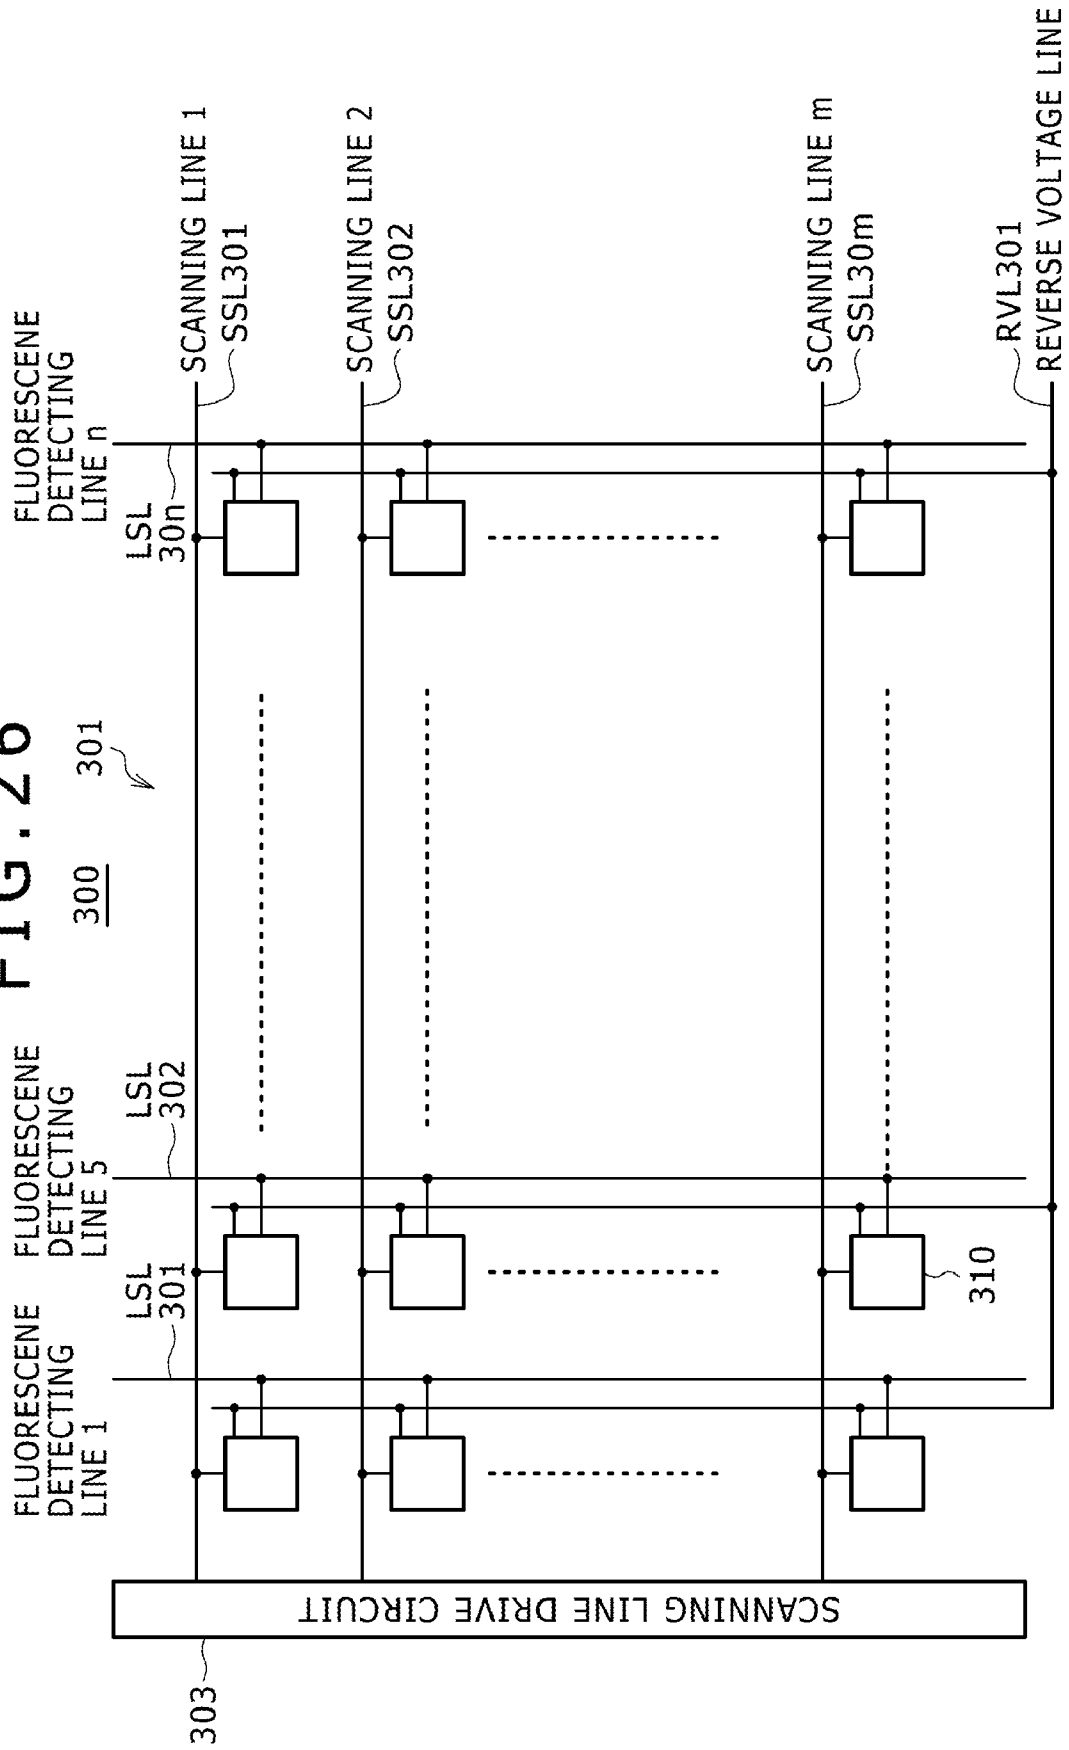 FIG. 26
300
301
FLUORESCENE
DETECTING
LINE 1
FLUORESCENE
DETECTING
LINE 5
FLUORESCENE
DETECTING
LINE n
LSL
301
LSL
302
LSL
30n
303
SCANNING LINE DRIVE CIRCUIT
SCANNING LINE 1
SSL301
SCANNING LINE 2
SSL302
SCANNING LINE m
SSL30m
310
RVL301
REVERSE VOLTAGE LINE